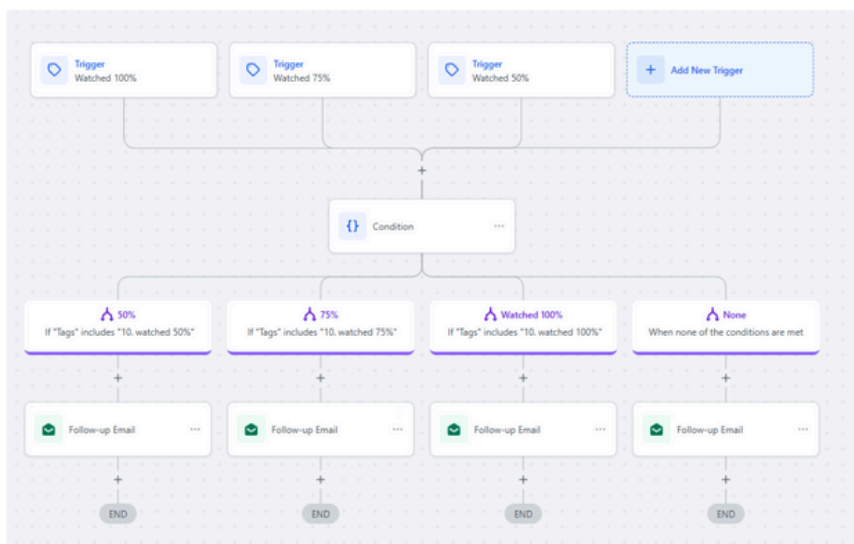 Trigger
Watched 100%
Trigger
Watched 75%
Trigger
Watched 50%
Add New Trigger
Condition
50%
If "Tags" includes "10. watched 50%"
75%
If "Tags" includes "10. watched 75%"
Watched 100%
If "Tags" includes "10. watched 100%"
None
When none of the conditions are met
Follow-up Email
Follow-up Email
Follow-up Email
Follow-up Email
END
END
END
END